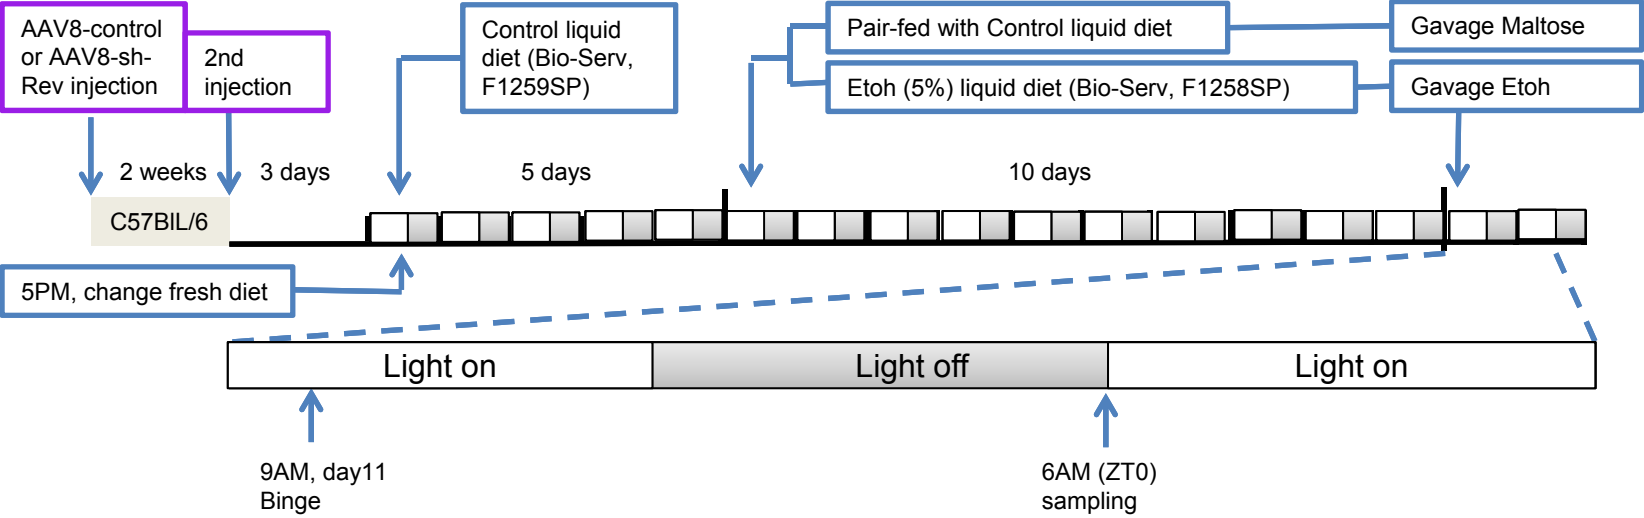 AAV8-control
or AAV8-sh-
Rev injection
2nd
injection
Control liquid
diet (Bio-Serv,
F1259SP)
Pair-fed with Control liquid diet
Gavage Maltose
Etoh (5%) liquid diet (Bio-Serv, F1258SP)
Gavage Etoh
2 weeks
3 days
5 days
10 days
C57BIL/6
5PM, change fresh diet
Light on
Light off
Light on
9AM, day11
Binge
6AM (ZT0)
sampling